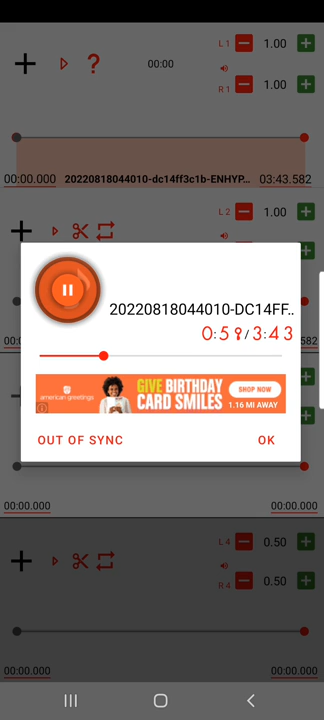 L 1 1.00
00:00
R 1 1.00
00:00.000 20220818044010-dc14ff3c1b-ENHYP... 03:43.582
L 2 1.00
20220818044010-DC14FF..
0:59/3:43
american greetings
GIVE BIRTHDAY
CARD SMILES
SHOP NOW
1.16 MI AWAY
OUT OF SYNC OK
00:00.000 00:00.000
L 4 0.50
R 4 0.50
00:00.000 00:00.000